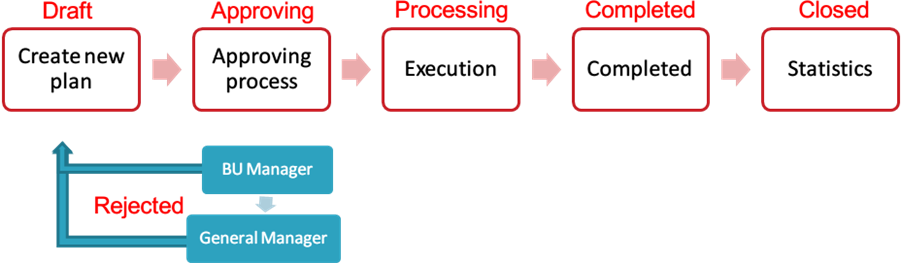 Draft
Approving
Processing
Completed
Closed
Create new
plan
Approving
process
Execution
Completed
Statistics
BU Manager
Rejected
General Manager